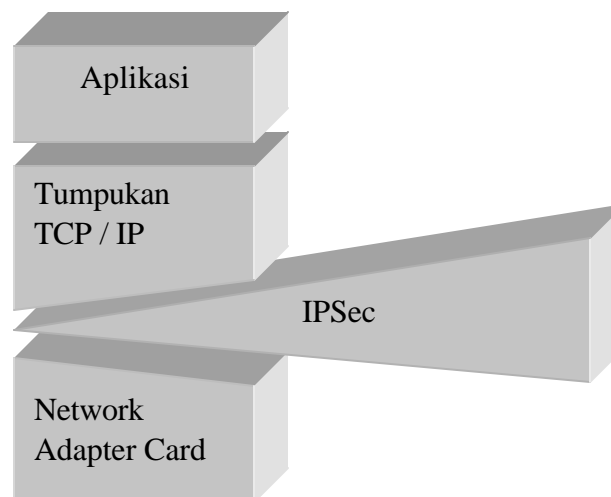 Aplikasi
Tumpukan
TCP / IP
IPSec
Network
Adapter Card